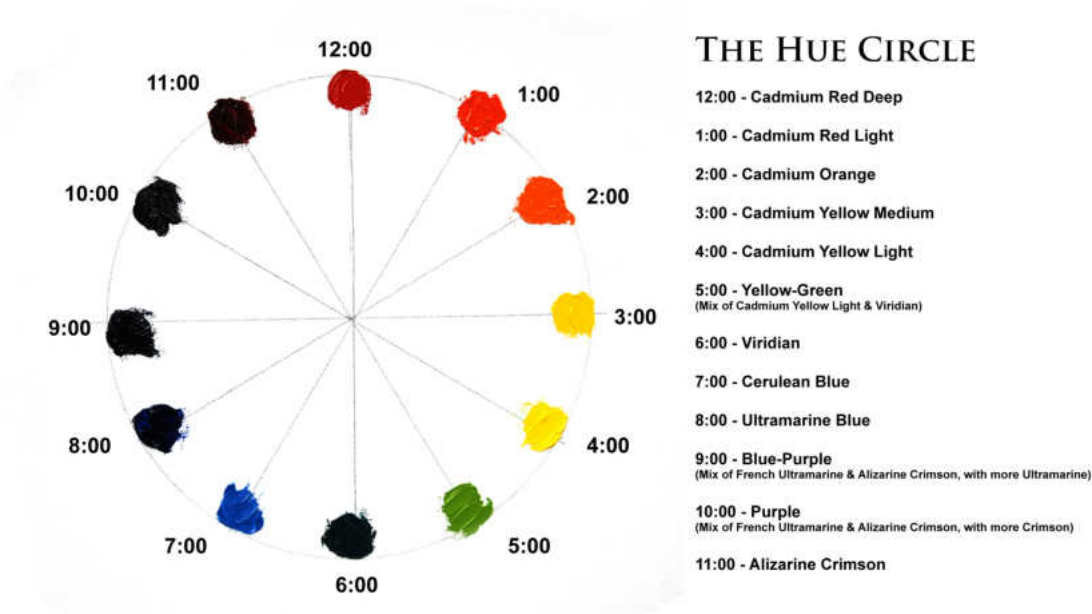 12:00
11:00
1:00
10:00
2:00
9:00
3:00
8:00
4:00
7:00
5:00
6:00
THE HUE CIRCLE
12:00 - Cadmium Red Deep
1:00 - Cadmium Red Light
2:00 - Cadmium Orange
3:00 - Cadmium Yellow Medium
4:00 - Cadmium Yellow Light
5:00 - Yellow-Green
(Mix of Cadmium Yellow Light & Viridian)
6:00 - Viridian
7:00 - Cerulean Blue
8:00 - Ultramarine Blue
9:00 - Blue-Purple
(Mix of French Ultramarine & Alizarine Crimson, with more Ultramarine)
10:00 - Purple
(Mix of French Ultramarine & Alizarine Crimson, with more Crimson)
11:00 - Alizarine Crimson